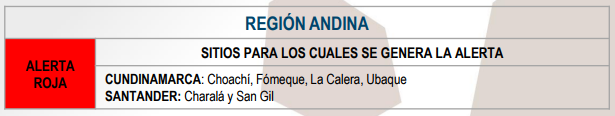 REGIÓN ANDINA
ALERTA
ROJA
SITIOS PARA LOS CUALES SE GENERA LA ALERTA
CUNDINAMARCA: Choachí, Fómeque, La Calera, Ubaque
SANTANDER: Charalá y San Gil